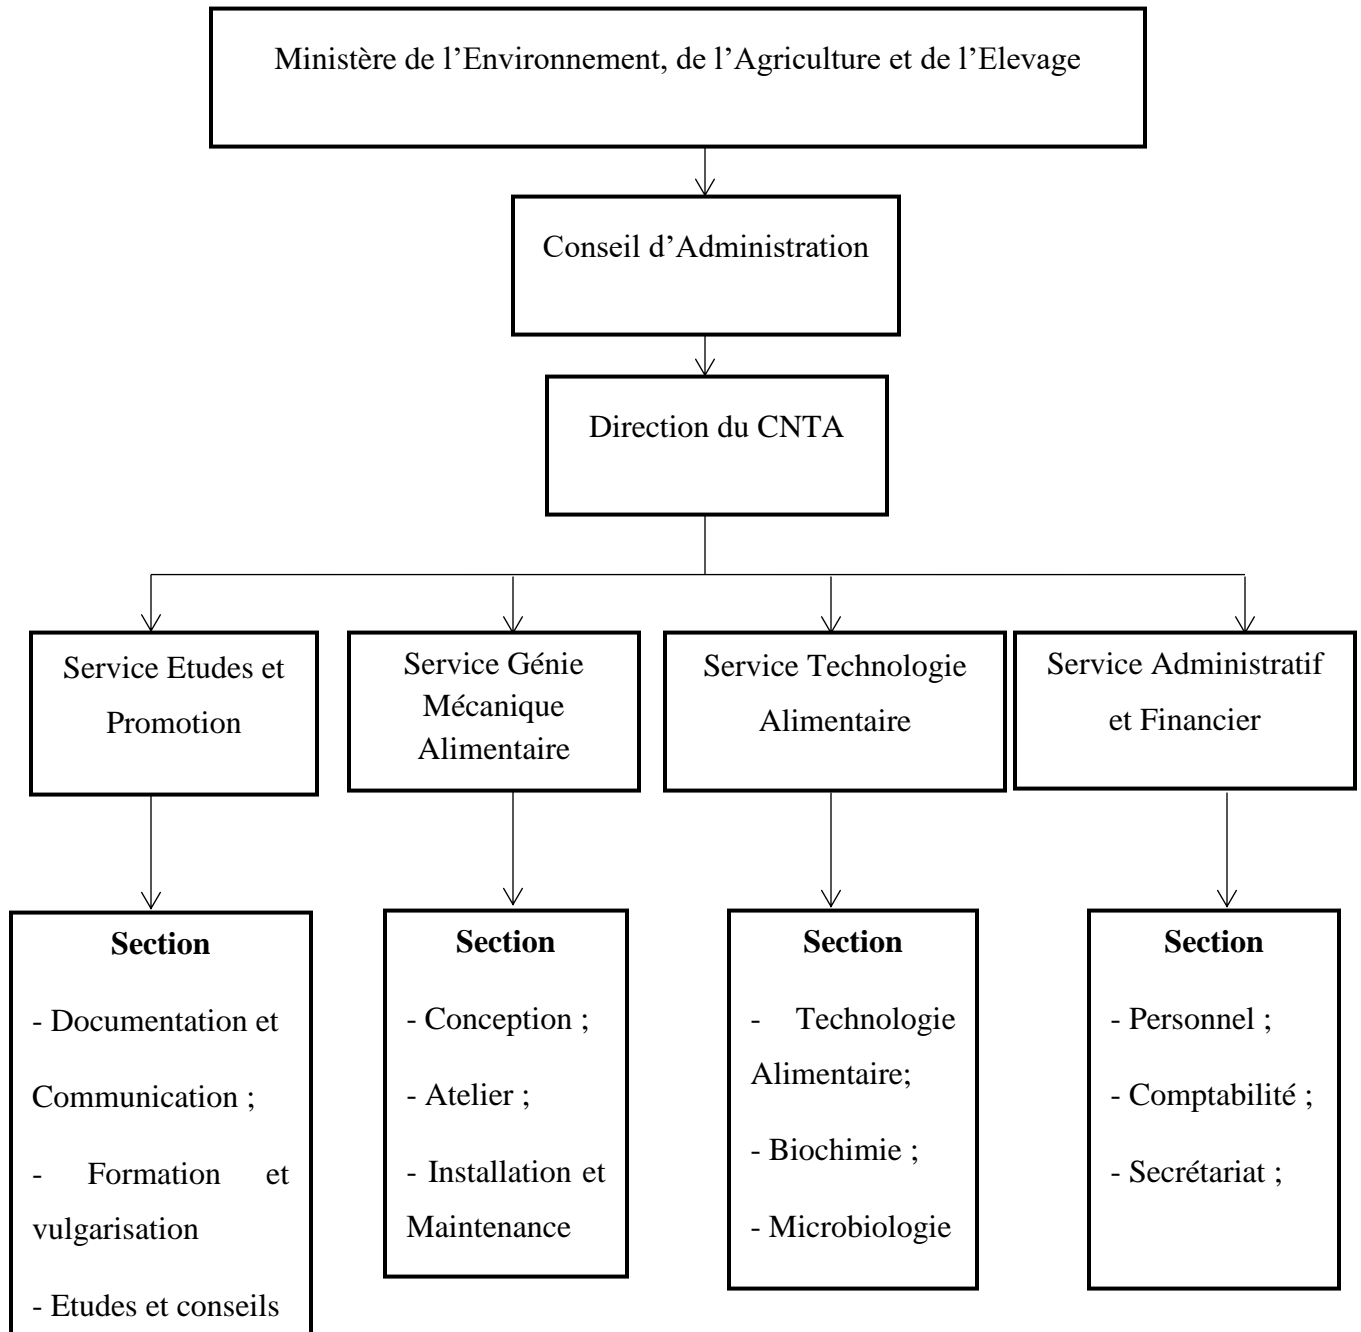 Ministère de l’Environnement, de l’Agriculture et de l’Elevage
Conseil d’Administration
Direction du CNTA
Service Etudes et
Promotion
Service Génie
Mécanique
Alimentaire
Service Technologie
Alimentaire
Service Administratif
et Financier
Section
- Documentation et
Communication ;
- Formation et
vulgarisation
- Etudes et conseils
Section
- Conception ;
- Atelier ;
- Installation et
Maintenance
Section
- Technologie
Alimentaire;
- Biochimie ;
- Microbiologie
Section
- Personnel ;
- Comptabilité ;
- Secrétariat ;